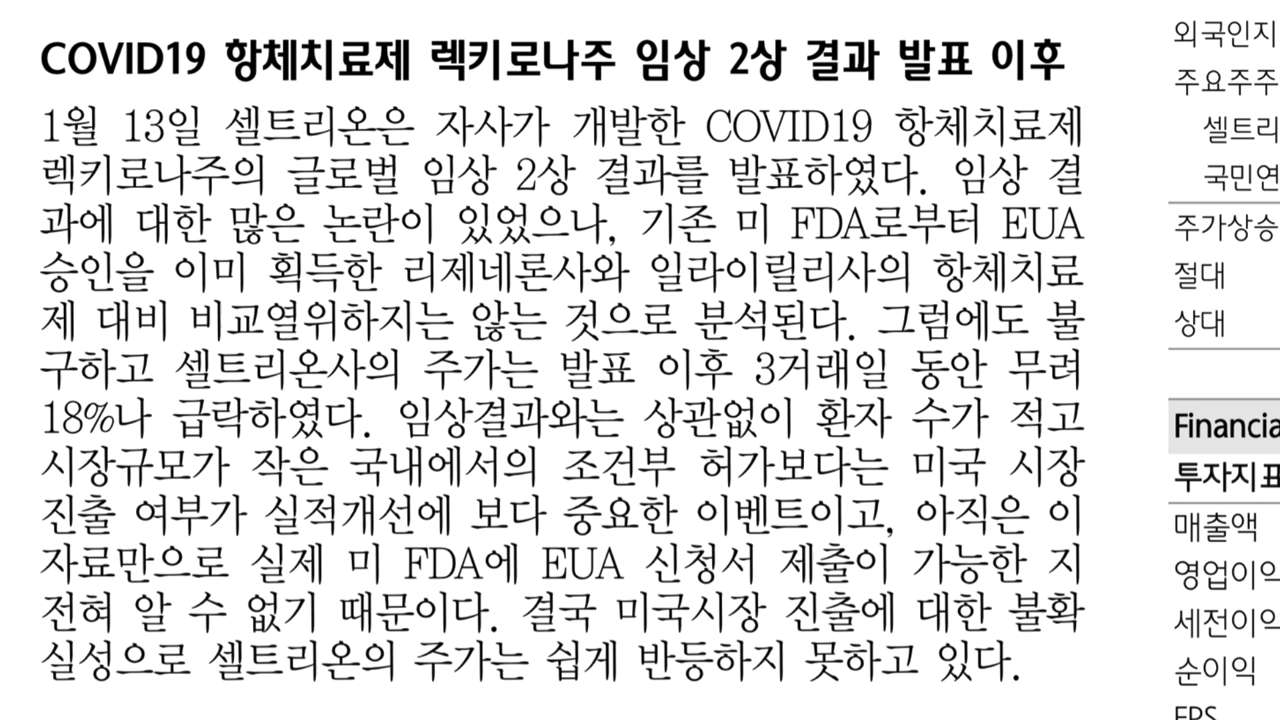 COVID19 항체치료제 렉키로나주 임상 2상 결과 발표 이후
1월 13일 셀트리온은 자사가 개발한 COVID19 항체치료제
렉키로나주의 글로벌 임상 2상 결과를 발표하였다. 임상 결
과에 대한 많은 논란이 있었으나, 기존 미 FDA로부터 EUA
승인을 이미 획득한 리제네론사와 일라이릴리사의 항체치료
제 대비 비교열위하지는 않는 것으로 분석된다. 그럼에도 불
구하고 셀트리온사의 주가는 발표 이후 3거래일 동안 무려
18%나 급락하였다. 임상결과와는 상관없이 환자 수가 적고
시장규모가 작은 국내에서의 조건부 허가보다는 미국 시장
진출 여부가 실적개선에 보다 중요한 이벤트이고, 아직은 이
자료만으로 실제 미 FDA에 EUA 신청서 제출이 가능한 지
전혀 알 수 없기 때문이다. 결국 미국시장 진출에 대한 불확
실성으로 셀트리온의 주가는 쉽게 반등하지 못하고 있다.
외국인지
주요주주
셀트리
국민연
주가상승
절대
상대
Financia
투자지표
매출액
영업이익
세전이익
순이익
EPS